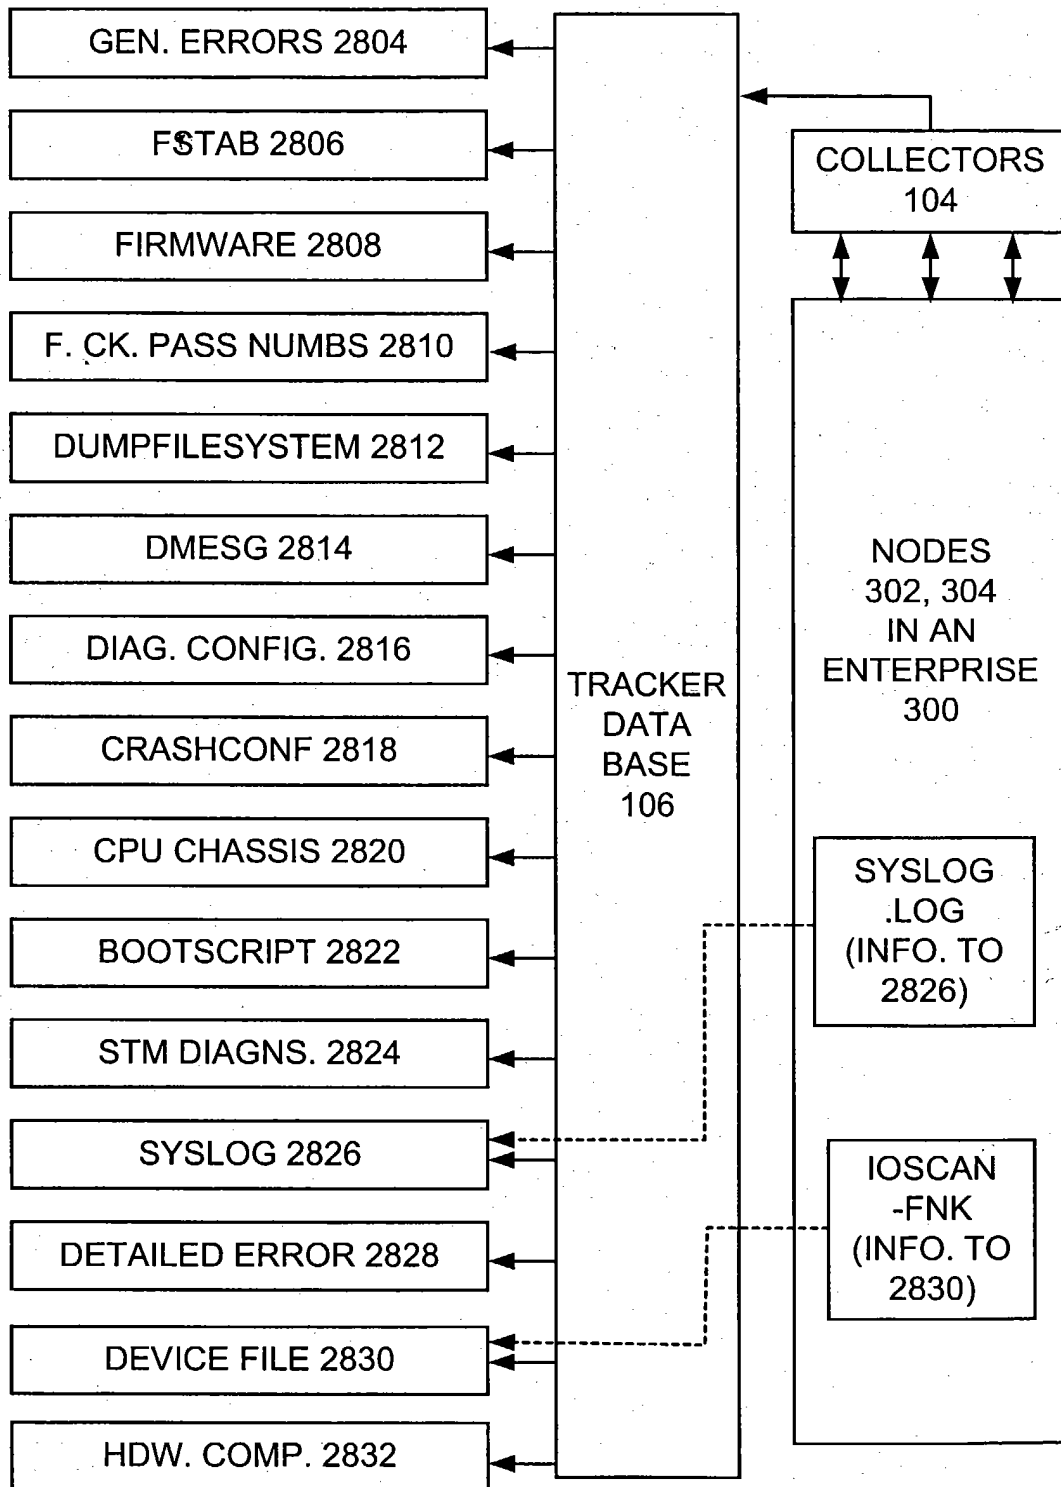 GEN. ERRORS 2804
FSTAB 2806
FIRMWARE 2808
F. CK. PASS NUMBS 2810
DUMPFILESYSTEM 2812
DMESG 2814
DIAG. CONFIG. 2816
CRASHCONF 2818
CPU CHASSIS 2820
BOOTSCRIPT 2822
STM DIAGNS. 2824
SYSLOG 2826
DETAILED ERROR 2828
DEVICE FILE 2830
HDW. COMP. 2832
TRACKER
DATA
BASE
106
COLLECTORS
104
NODES
302, 304
IN AN
ENTERPRISE
300
SYSLOG
.LOG
(INFO. TO
2826)
IOSCAN
-FNK
(INFO. TO
2830)